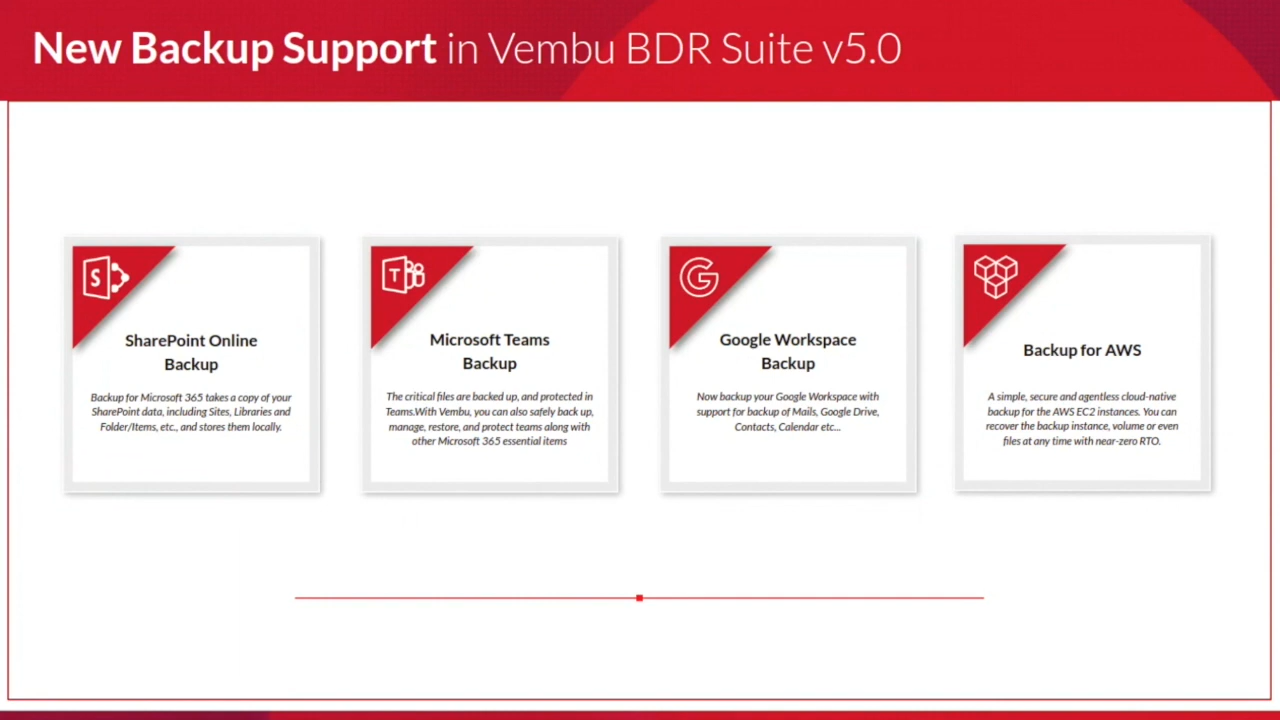 New Backup Support in Vembu BDR Suite v5.0
S
SharePoint Online
Backup
Backup for Microsoft 365 takes a copy of your
SharePoint data, including Sites, Libraries and
Folder/Items, etc., and stores them locally.
T
Microsoft Teams
Backup
The critical files are backed up, and protected in
Teams.With Vembu, you can also safely back up,
manage, restore, and protect teams along with
other Microsoft 365 essential items
G
Google Workspace
Backup
Now backup your Google Workspace with
support for backup of Mails, Google Drive,
Contacts, Calendar etc...
Backup for AWS
A simple, secure and agentless cloud-native
backup for the AWS EC2 instances. You can
recover the backup instance, volume or even
files at any time with near-zero RTO.